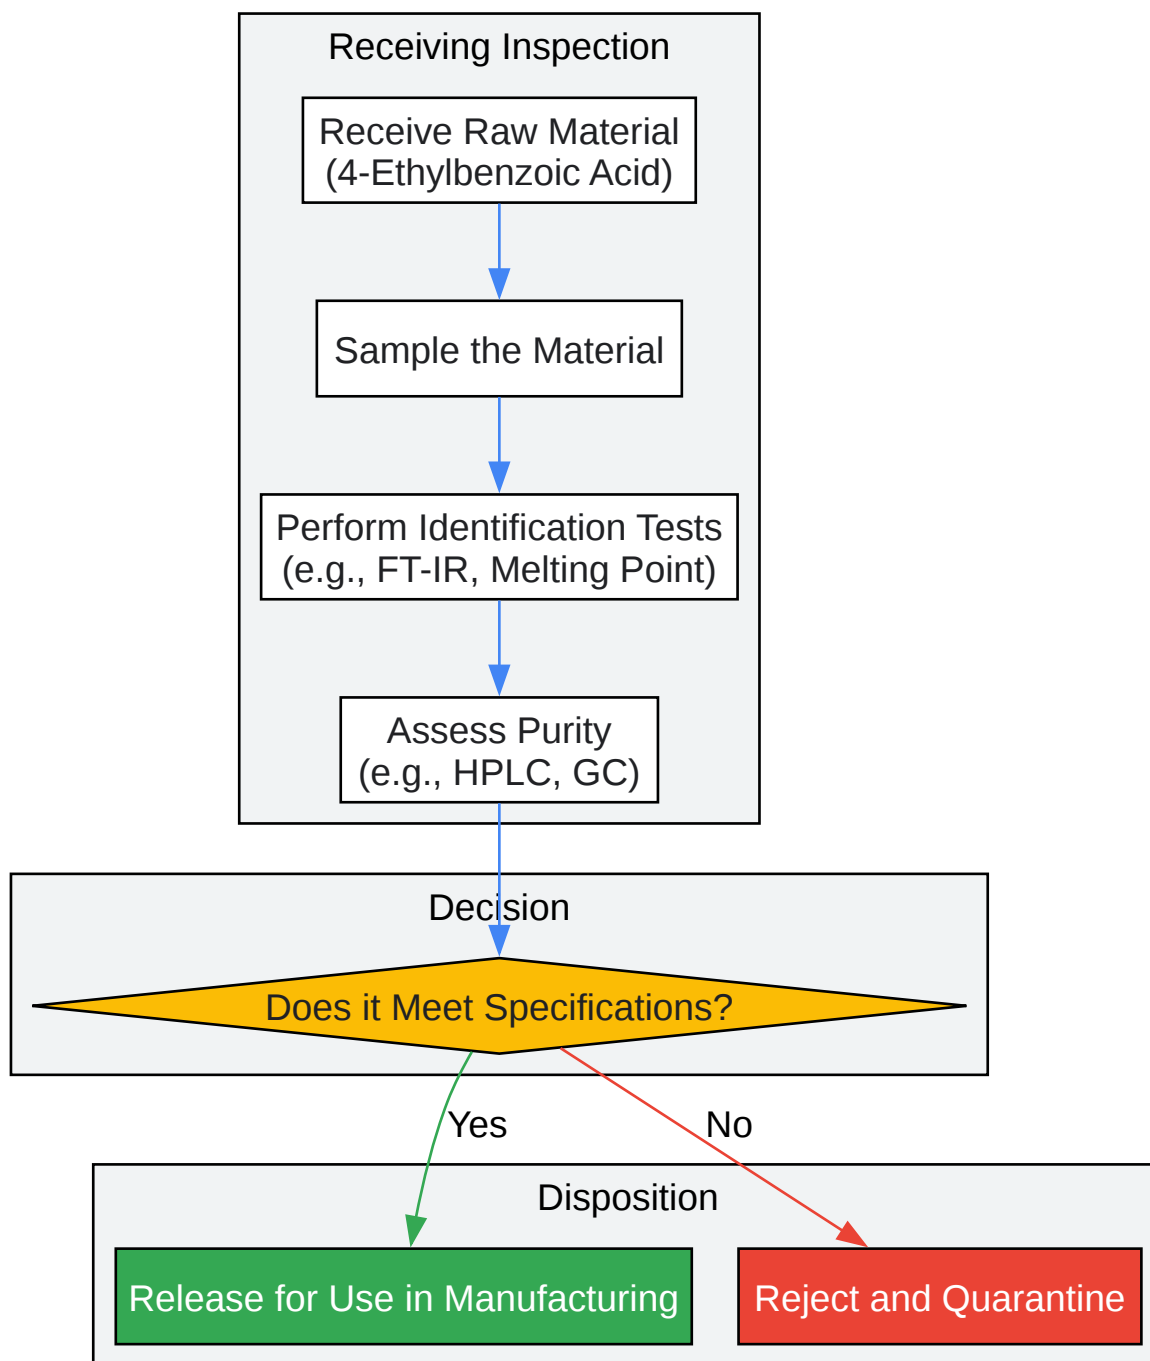 Receiving Inspection
Receive Raw Material
(4-Ethylbenzoic Acid)
Sample the Material
Perform Identification Tests
(e.g., FT-IR, Melting Point)
Assess Purity
(e.g., HPLC, GC)
Decision
Does it Meet Specifications?
Yes
No
Disposition
Release for Use in Manufacturing
Reject and Quarantine